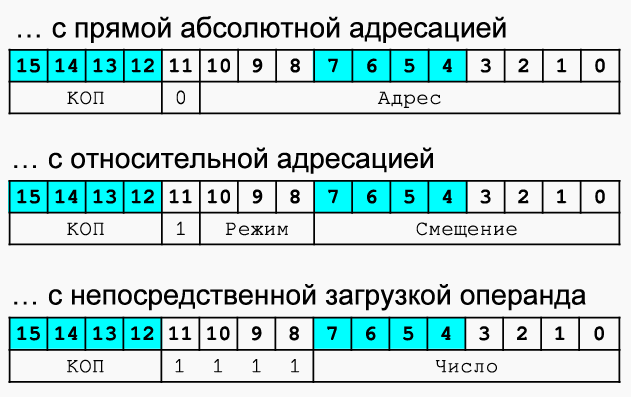 … с прямой абсолютной адресацией
15 14 13 12 11 10 9 8 7 6 5 4 3 2 1 0
КОП 0 Адрес
… с относительной адресацией
15 14 13 12 11 10 9 8 7 6 5 4 3 2 1 0
КОП 1 Режим Смещение
… с непосредственной загрузкой операнда
15 14 13 12 11 10 9 8 7 6 5 4 3 2 1 0
КОП 1 1 1 1 Число